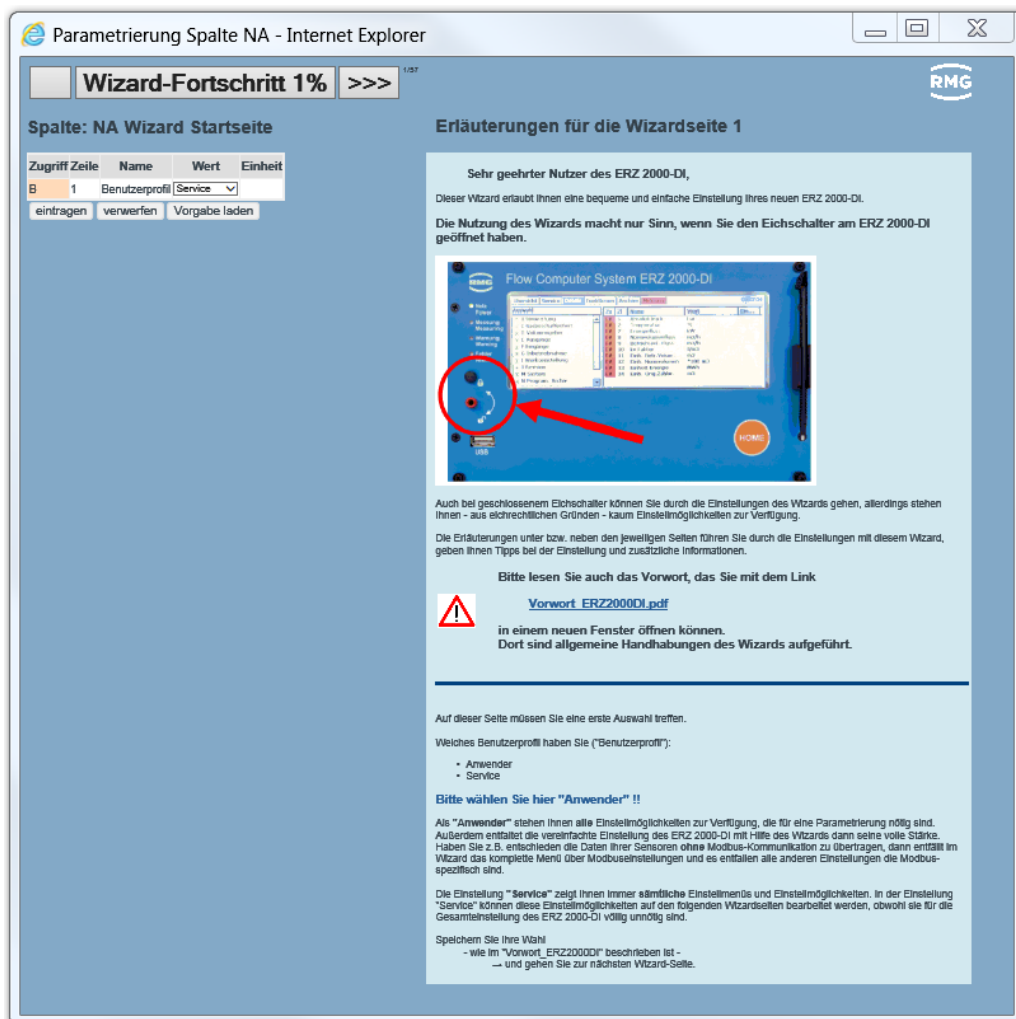 Parametrierung Spalte NA - Internet Explorer
Wizard-Fortschritt 1% >>> 1/57
RMG
Spalte: NA Wizard Startseite
Zugriff Zeile Name Wert Einheit
B 1 Benutzerprofil Service
eintragen verwerfen Vorgabe laden
Erläuterungen für die Wizardseite 1
Sehr geehrter Nutzer des ERZ 2000-DI,
Dieser Wizard erlaubt Ihnen eine bequeme und einfache Einstellung Ihres neuen ERZ 2000-DI.
Die Nutzung des Wizards macht nur Sinn, wenn Sie den Eichschalter am ERZ 2000-DI
geöffnet haben.
RMG Flow Computer System ERZ 2000-DI
Name
Power
Messung
Measuring
Warnung
Warning
USB
HOME
Auch bei geschlossenem Eichschalter können Sie durch die Einstellungen des Wizards gehen, allerdings stehen
Ihnen - aus eichrechtlichen Gründen - kaum Einstellmöglichkeiten zur Verfügung.
Die Erläuterungen unter bzw. neben den jeweiligen Seiten führen Sie durch die Einstellungen mit diesem Wizard,
geben Ihnen Tipps bei der Einstellung und zusätzliche Informationen.
Bitte lesen Sie auch das Vorwort, das Sie mit dem Link
Vorwort_ERZ2000DI.pdf
in einem neuen Fenster öffnen können.
Dort sind allgemeine Handhabungen des Wizards aufgeführt.
Auf dieser Seite müssen Sie eine erste Auswahl treffen.
Welches Benutzerprofil haben Sie ("Benutzerprofil"):
• Anwender
• Service
Bitte wählen Sie hier "Anwender" !!
Als "Anwender" stehen Ihnen alle Einstellmöglichkeiten zur Verfügung, die für eine Parametrierung nötig sind.
Außerdem entfaltet die vereinfachte Einstellung des ERZ 2000-DI mit Hilfe des Wizards dann seine volle Stärke.
Haben Sie z.B. entschieden die Daten Ihrer Sensoren ohne Modbus-Kommunikation zu übertragen, dann entfällt im
Wizard das komplette Menü über Modbuseinstellungen und es entfallen alle anderen Einstellungen die Modbus-
spezifisch sind.
Die Einstellung "Service" zeigt Ihnen immer sämtliche Einstellmenüs und Einstellmöglichkeiten. In der Einstellung
"Service" können diese Einstellmöglichkeiten auf den folgenden Wizardseiten bearbeitet werden, obwohl sie für die
Gesamteinstellung des ERZ 2000-DI völlig unnötig sind.
Speichern Sie Ihre Wahl
- wie im "Vorwort_ERZ2000DI" beschrieben ist -
→ und gehen Sie zur nächsten Wizard-Seite.